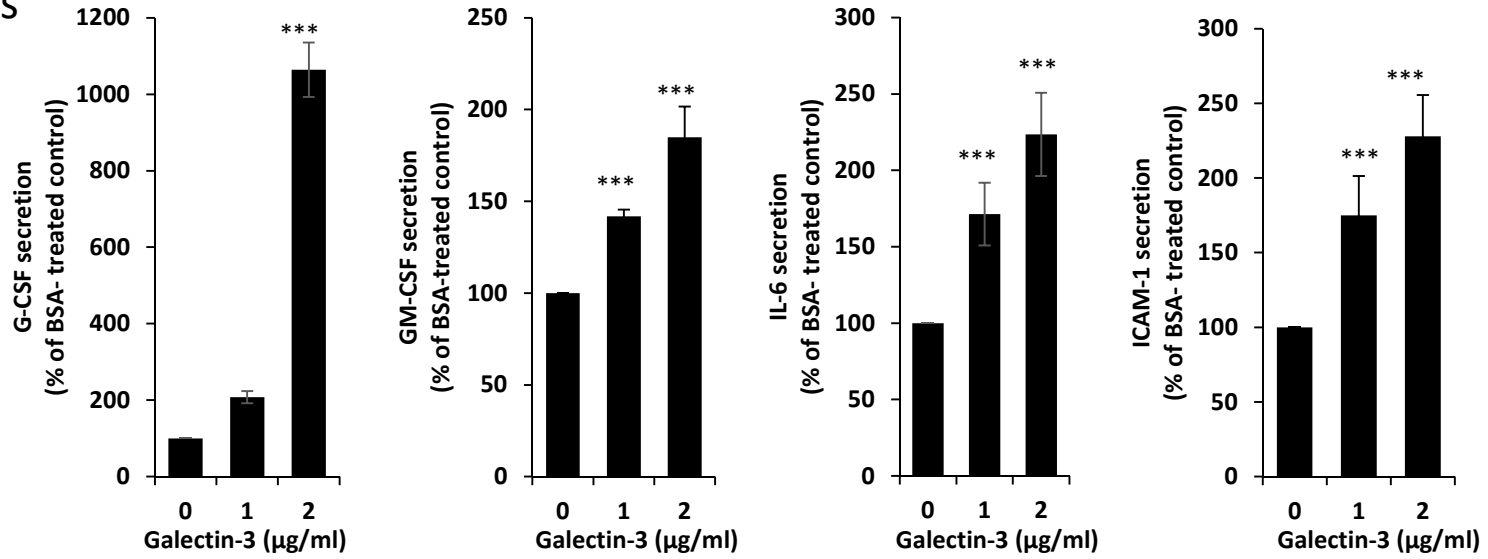 S
1200
1000
800
600
400
200
0
***
G-CSF secretion
(% of BSA- treated control)
0 1 2
Galectin-3 (µg/ml)
250
200
150
100
50
0
***
***
GM-CSF secretion
(% of BSA-treated control)
0 1 2
Galectin-3 (µg/ml)
300
250
200
150
100
50
0
***
***
IL-6 secretion
(% of BSA- treated control)
0 1 2
Galectin-3 (µg/ml)
300
250
200
150
100
50
0
***
***
ICAM-1 secretion
(% of BSA- treated control)
0 1 2
Galectin-3 (µg/ml)